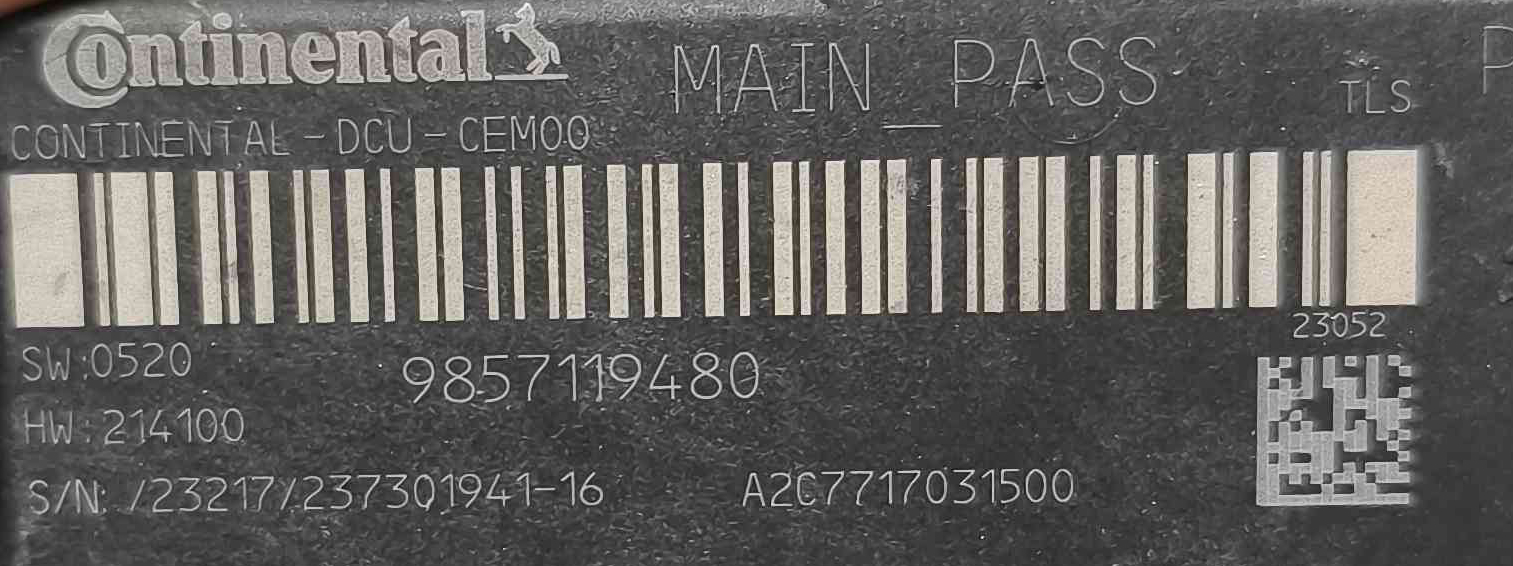 Continental
MAIN_PASS
TLS
P
CONTINENTAL-DCU-CEM00
23052
SW:0520
9857119480
HW:214100
S/N: /23217/237301941-16
A2C7717031500